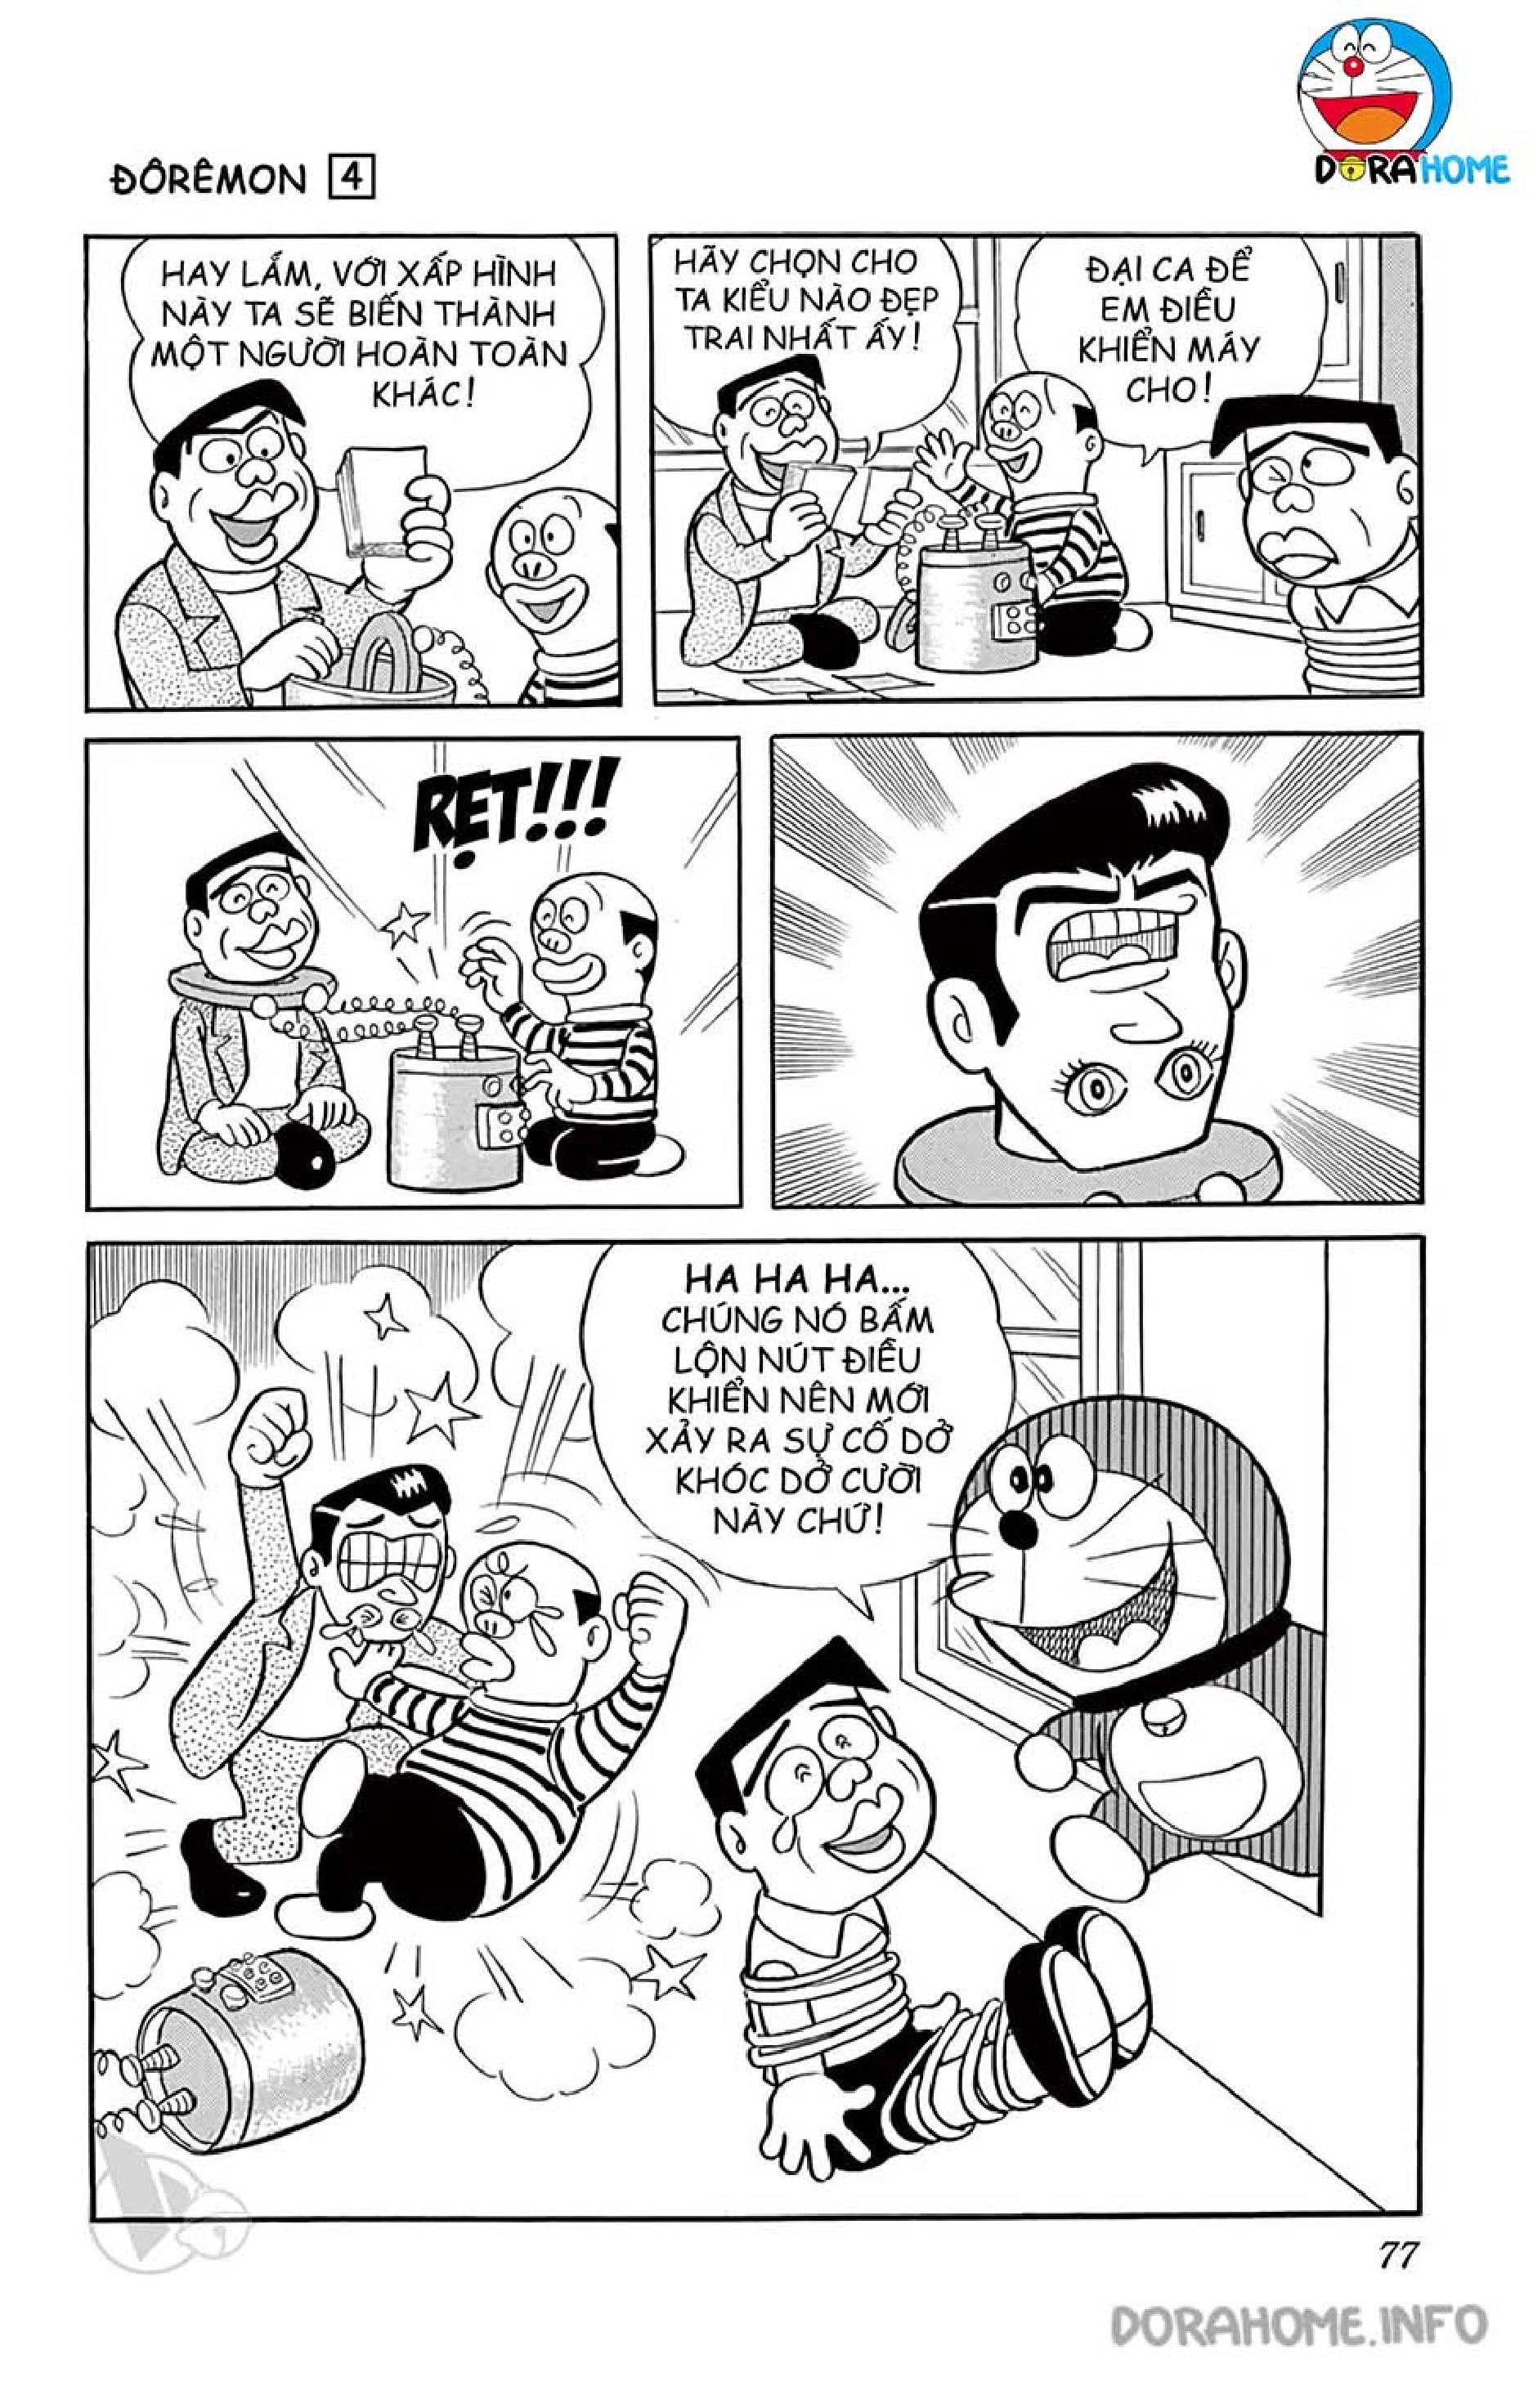 DORAHOME
ĐÔRÊMON 4
HAY LẮM, VỚI XẤP HÌNH
NÀY TA SẼ BIẾN THÀNH
MỘT NGƯỜI HOÀN TOÀN
KHÁC!
HÃY CHỌN CHO
TA KIỂU NÀO ĐẸP
TRAI NHẤT ẤY!
ĐẠI CA ĐỂ
EM ĐIỀU
KHIỂN MÁY
CHO!
RẸT!!!
HA HA HA...
CHÚNG NÓ BẤM
LỘN NÚT ĐIỀU
KHIỂN NÊN MỚI
XẢY RA SỰ CỐ DỞ
KHÓC DỞ CƯỜI
NÀY CHỨ!
77
DORAHOME.INFO